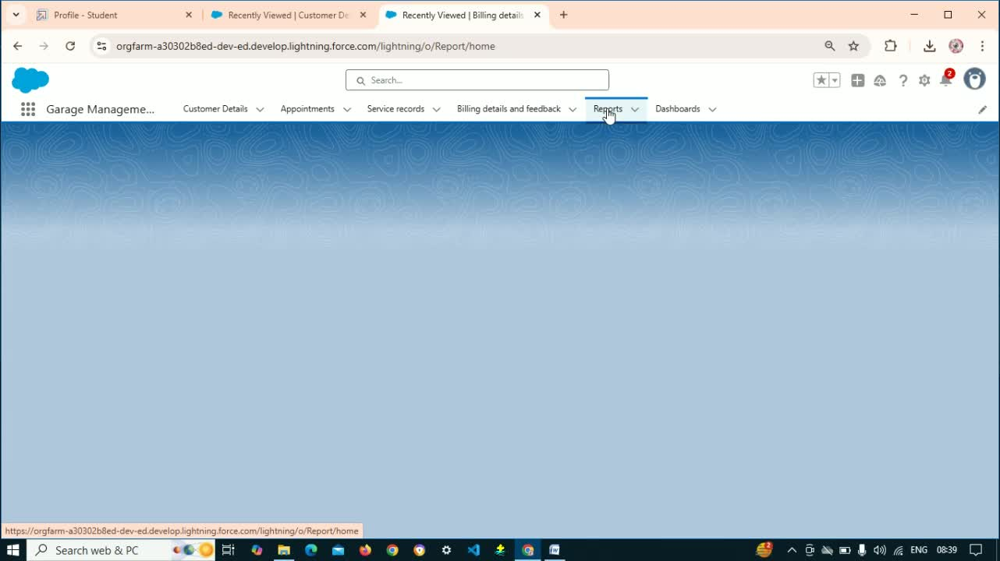 Profile - Student
Recently Viewed | Customer De
Recently Viewed | Billing details
orgfarm-a30302b8ed-dev-ed.develop.lightning.force.com/lightning/o/Report/home
Search...
2
Garage Manageme...
Customer Details
Appointments
Service records
Billing details and feedback
Reports
Dashboards
https://orgfarm-a30302b8ed-dev-ed.develop.lightning.force.com/lightning/o/Report/home
Search web & PC
2
ENG
08:39